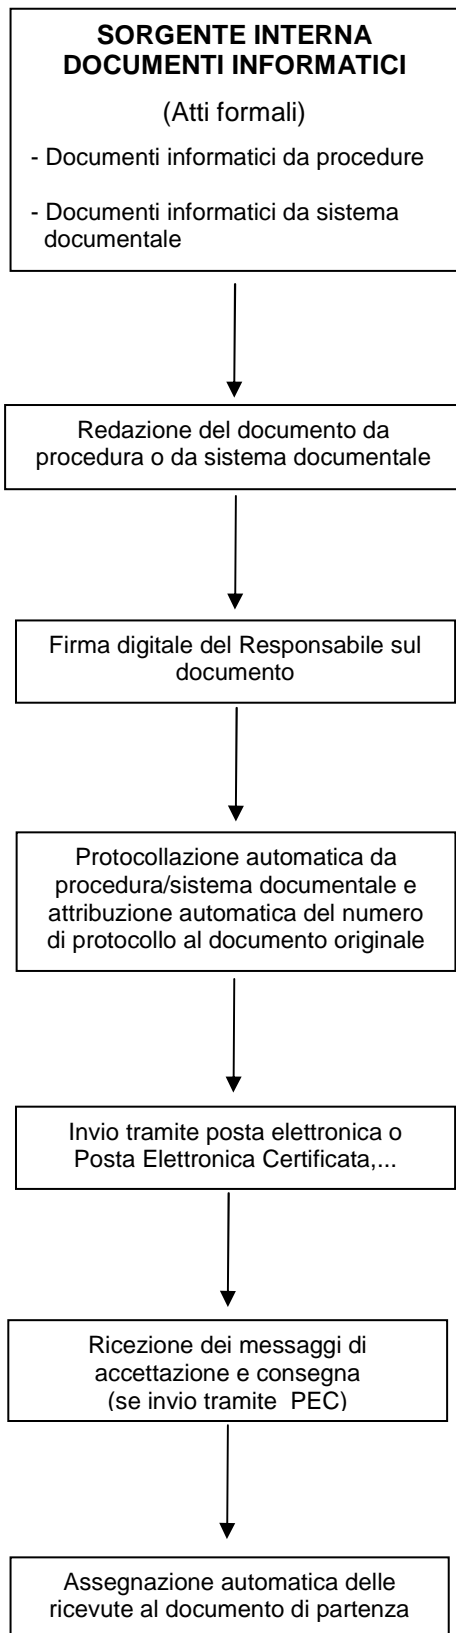 SORGENTE INTERNA
DOCUMENTI INFORMATICI
(Atti formali)
- Documenti informatici da procedure
- Documenti informatici da sistema
documentale
Redazione del documento da
procedura o da sistema documentale
Firma digitale del Responsabile sul
documento
Protocollazione automatica da
procedura/sistema documentale e
attribuzione automatica del numero
di protocollo al documento originale
Invio tramite posta elettronica o
Posta Elettronica Certificata,...
Ricezione dei messaggi di
accettazione e consegna
(se invio tramite PEC)
Assegnazione automatica delle
ricevute al documento di partenza